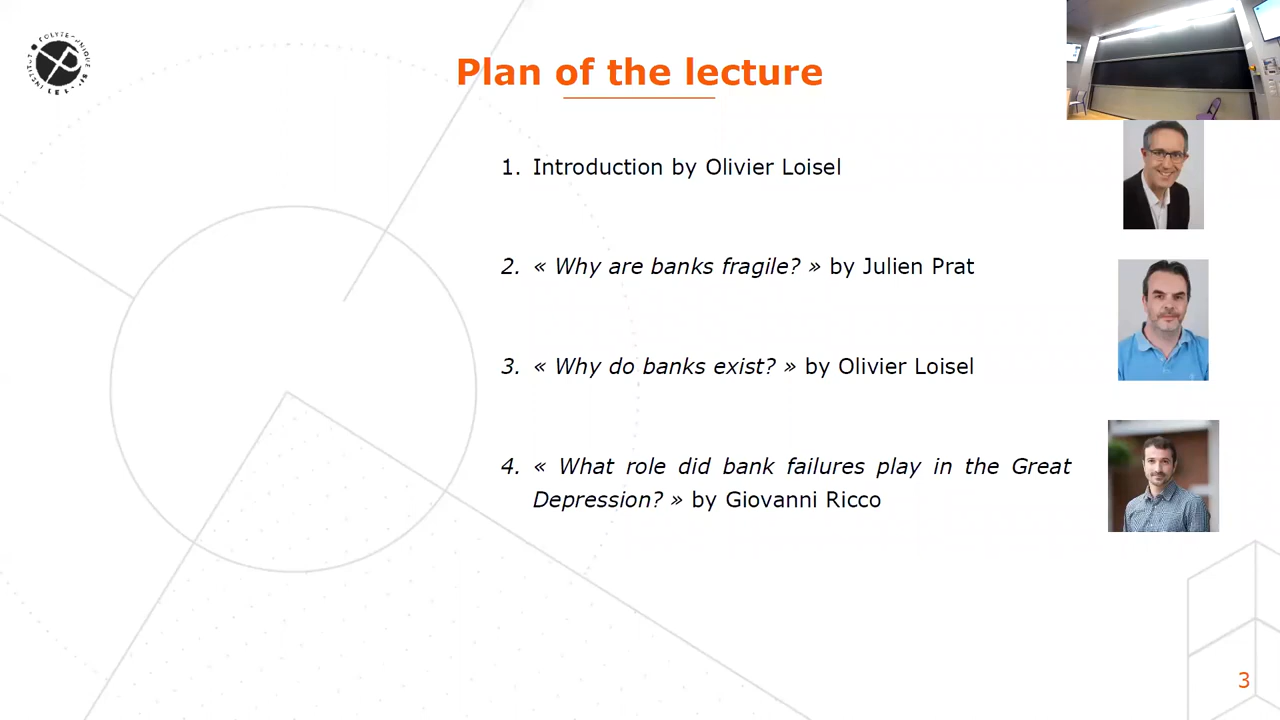 Plan of the lecture
1. Introduction by Olivier Loisel
2. « Why are banks fragile? » by Julien Prat
3. « Why do banks exist? » by Olivier Loisel
4. « What role did bank failures play in the Great
Depression? » by Giovanni Ricco
3